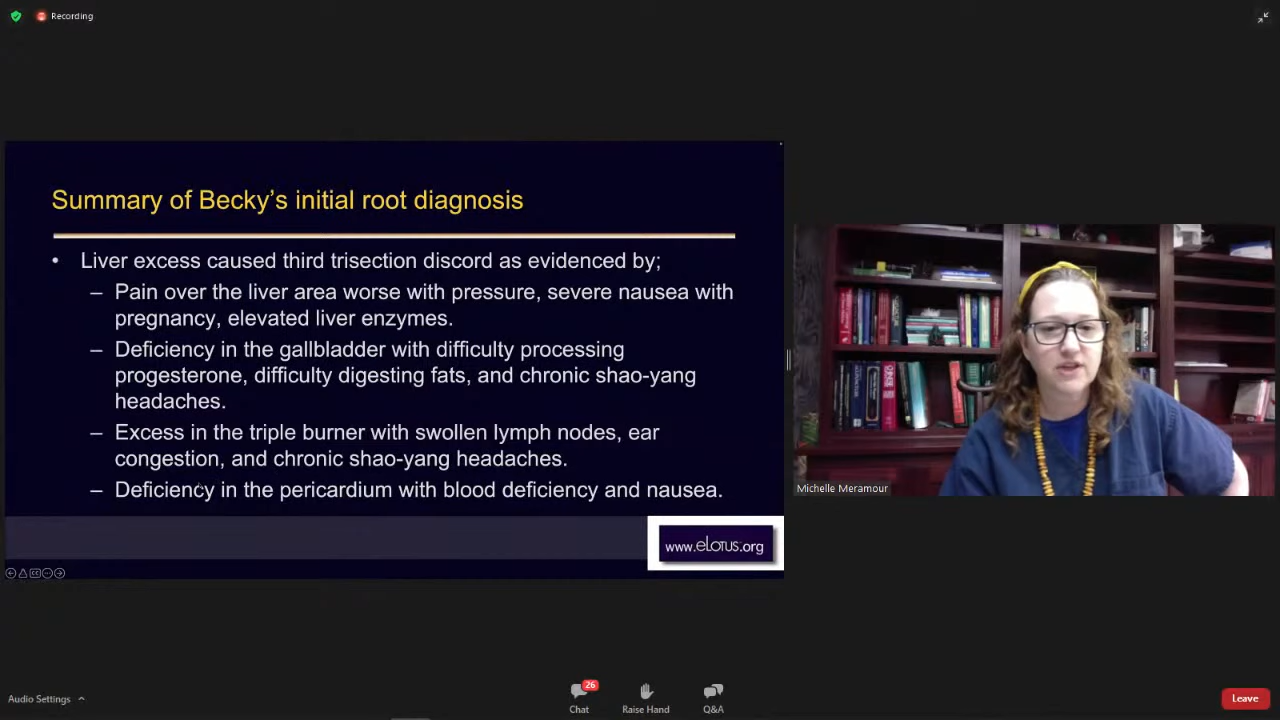 Recording
Summary of Becky's initial root diagnosis
• Liver excess caused third trisection discord as evidenced by;
– Pain over the liver area worse with pressure, severe nausea with
pregnancy, elevated liver enzymes.
– Deficiency in the gallbladder with difficulty processing
progesterone, difficulty digesting fats, and chronic shao-yang
headaches.
– Excess in the triple burner with swollen lymph nodes, ear
congestion, and chronic shao-yang headaches.
– Deficiency in the pericardium with blood deficiency and nausea.
www.eLotus.org
Michelle Meramour
Audio Settings
26
Chat
Raise Hand
Q&A
Leave